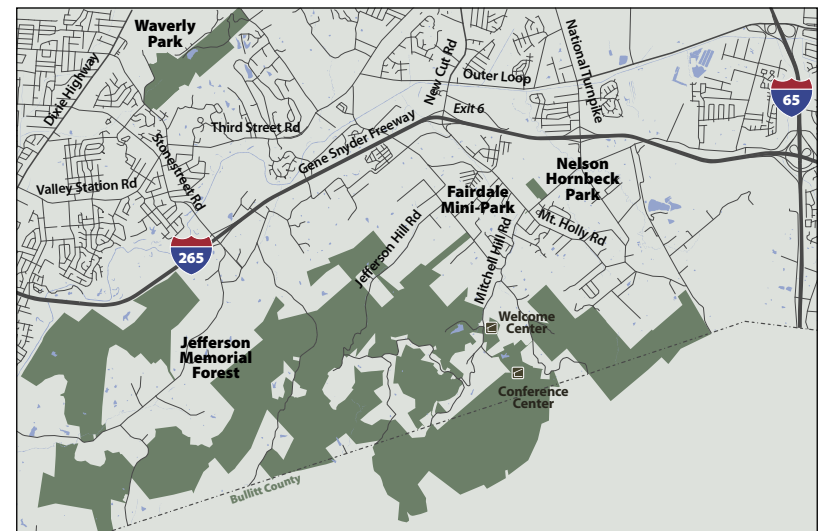 Waverly
Park
Dixie Highway
New Cut Rd
National Turnpike
Outer Loop
65
Exit 6
Third Street Rd
Gene Snyder Freeway
Stonestreet Rd
Valley Station Rd
Nelson
Hornbeck
Park
Fairdale
Mini-Park
Mt. Holly Rd
Jefferson Hill Rd
Mitchell Hill Rd
265
Welcome
Center
Jefferson
Memorial
Forest
Conference
Center
Bullitt County